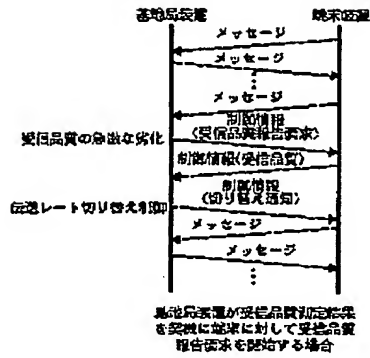 基地局装置
端末装置
メッセージ
メッセージ
メッセージ
制御情報
(受信品質報告要求)
受信品質の急激な劣化
制御情報(受信品質)
制御情報
(切り替え通知)
伝送レート切り替え制御
メッセージ
メッセージ
基地局装置が受信品質測定結果
を契機に端末に対して受信品質
報告要求を開始する場合